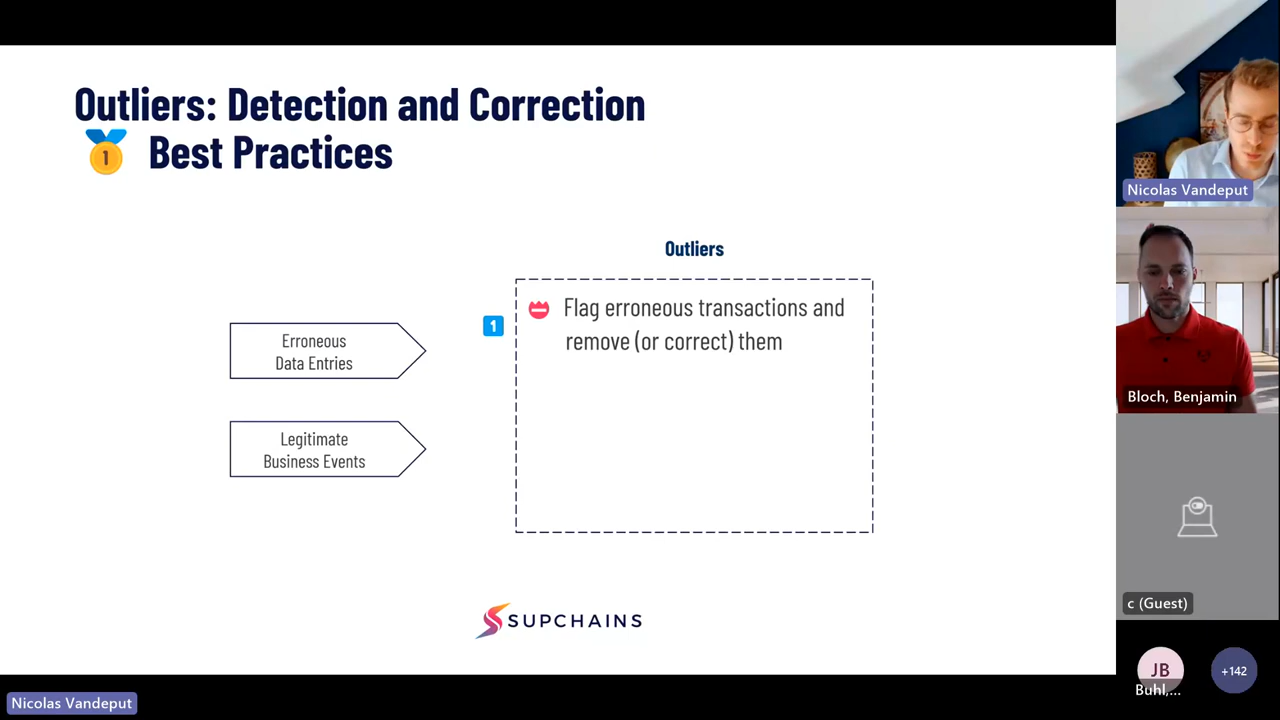 Outliers: Detection and Correction
1 Best Practices
Outliers
1
Flag erroneous transactions and
remove (or correct) them
Erroneous
Data Entries
Legitimate
Business Events
SUPCHAINS
Nicolas Vandeput
Nicolas Vandeput
Bloch, Benjamin
c (Guest)
JB
Buhl,...
+142